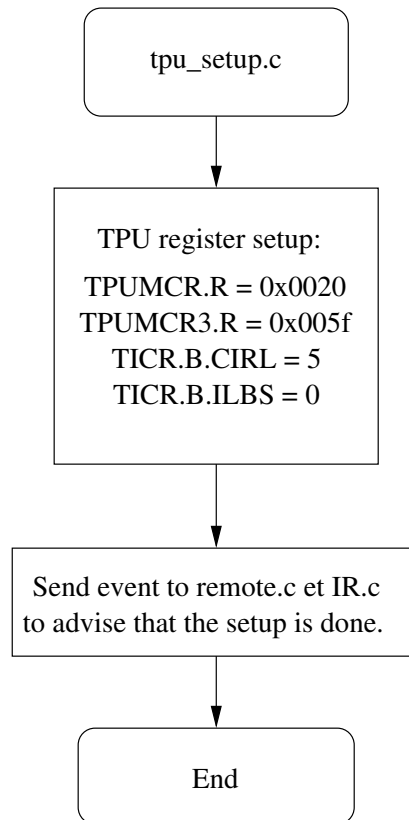 tpu_setup.c
TPU register setup:
TPUMCR.R = 0x0020
TPUMCR3.R = 0x005f
TICR.B.CIRL = 5
TICR.B.ILBS = 0
Send event to remote.c et IR.c
to advise that the setup is done.
End